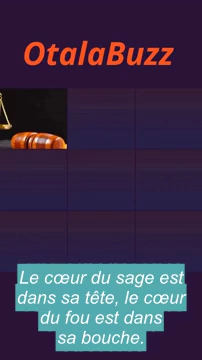 OtalaBuzz
Le cœur du sage est
dans sa tête, le cœur
du fou est dans
sa bouche.